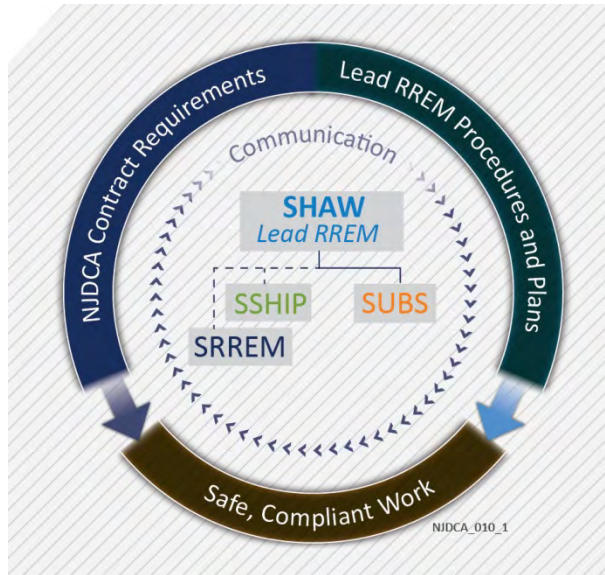 NJDCA Contract Requirements
Lead RREM Procedures and Plans
Communication
SHAW
Lead RREM
SSHIP
SUBS
SRREM
Safe, Compliant Work
NJDCA_010_1